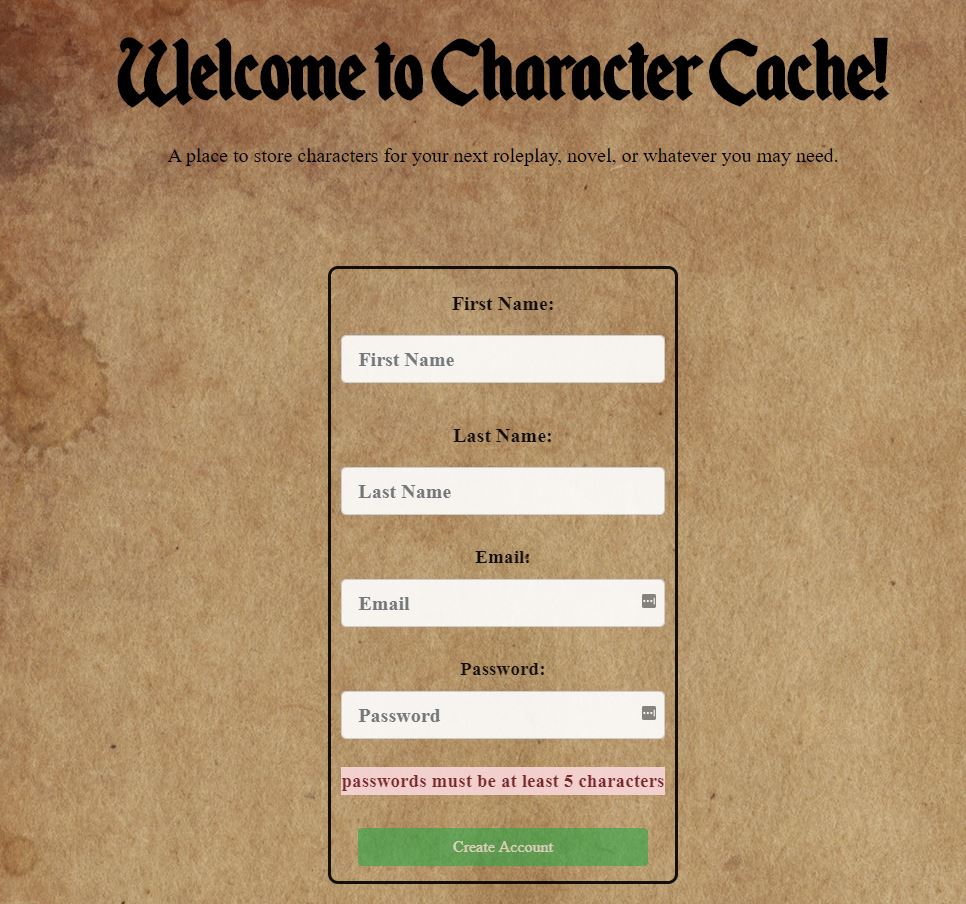 Welcome to Character Cache!
A place to store characters for your next roleplay, novel, or whatever you may need.
First Name:
First Name
Last Name:
Last Name
Email:
Email
Password:
Password
passwords must be at least 5 characters
Create Account